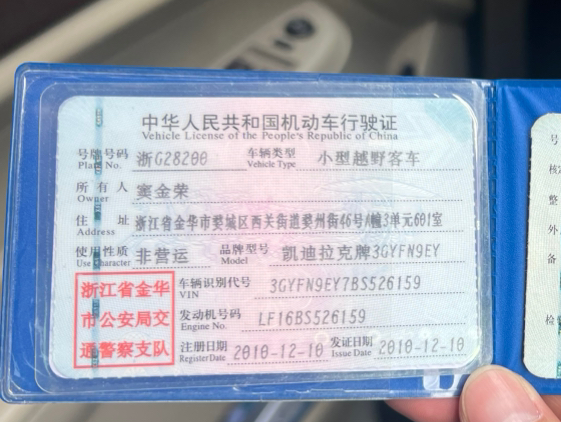 中华人民共和国机动车行驶证
Vehicle License of the People's Republic of China
号牌号码 浙G28200 车辆类型 小型越野客车
Plate No. Vehicle Type
所有人 窦金荣
Owner
住址 浙江省金华市婺城区西关街道婺州街46号A幢3单元601室
Address
使用性质 非营运 品牌型号 凯迪拉克牌3GYFN9EY
Use Character Model
浙江省金华 车辆识别代号 3GYFN9EY7BS526159
VIN
市公安局交 发动机号码 LF16BS526159
Engine No.
通警察支队 注册日期 2010-12-10 发证日期 2010-12-10
Register Date Issue Date
号
核
整
外
备
检